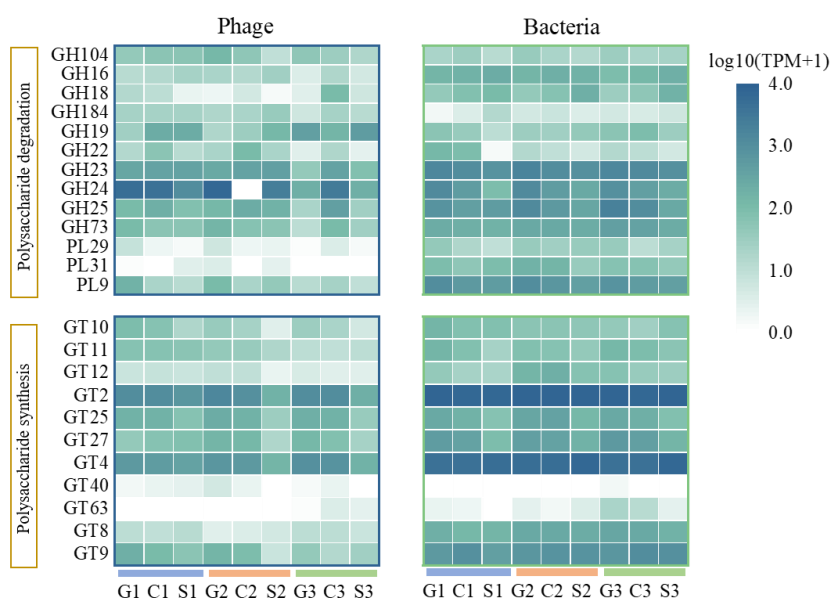 Phage
Bacteria
log10(TPM+1)
4.0
3.0
2.0
1.0
0.0
Polysaccharide degradation
GH104
GH16
GH18
GH184
GH19
GH22
GH23
GH24
GH25
GH73
PL29
PL31
PL9
Polysaccharide synthesis
GT10
GT11
GT12
GT2
GT25
GT27
GT4
GT40
GT63
GT8
GT9
G1 C1 S1 G2 C2 S2 G3 C3 S3
G1 C1 S1 G2 C2 S2 G3 C3 S3